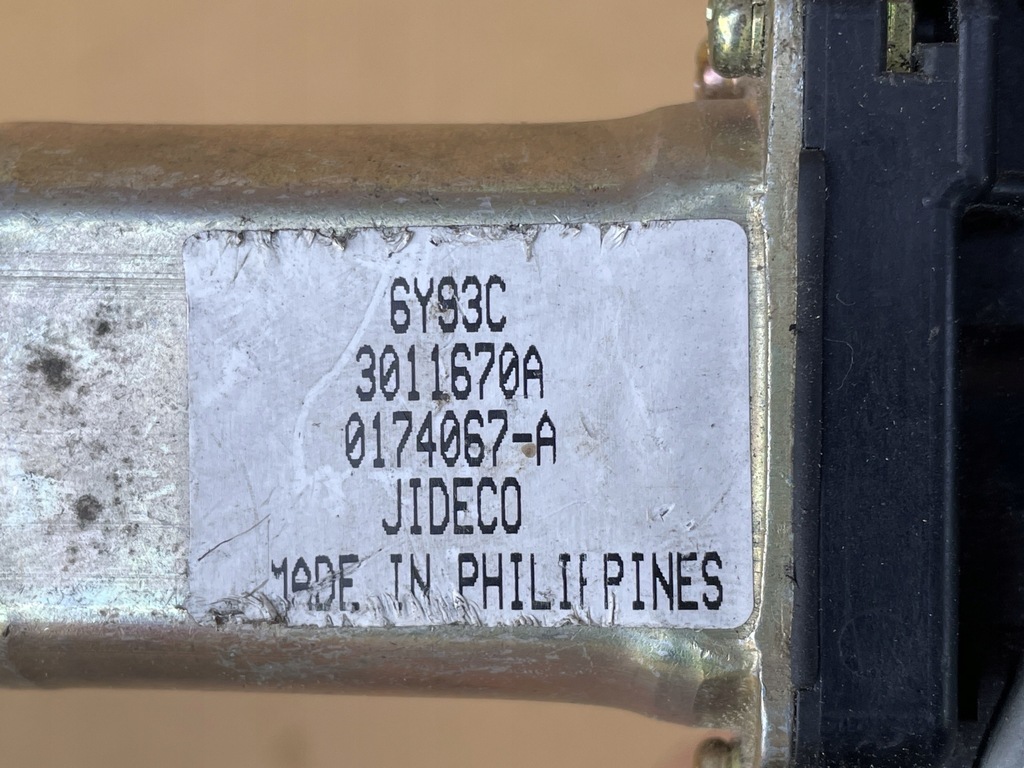 6Y93C
3011670A
0174067-A
JIDECO
MADE IN PHILIPPINES